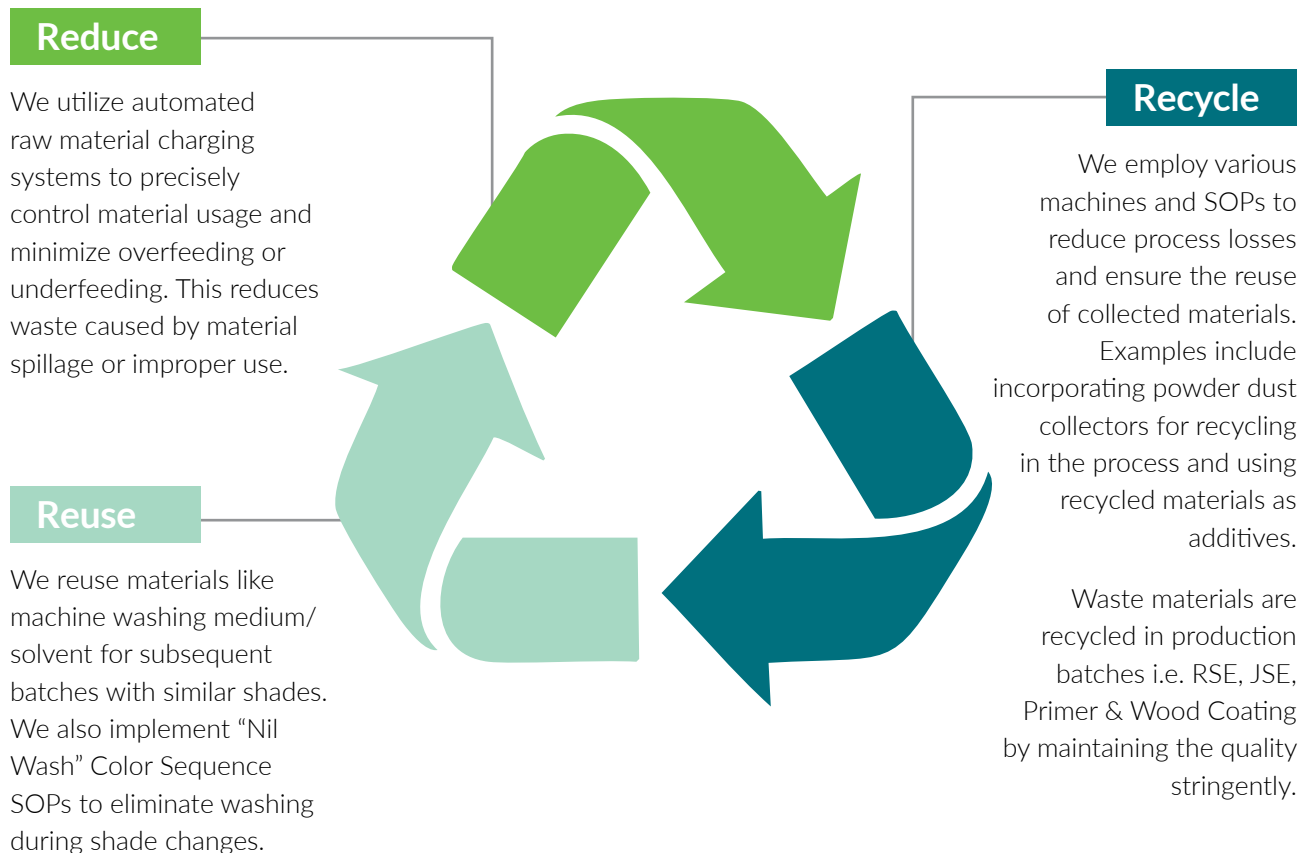 Reduce
We utilize automated
raw material charging
systems to precisely
control material usage and
minimize overfeeding or
underfeeding. This reduces
waste caused by material
spillage or improper use.
Recycle
We employ various
machines and SOPs to
reduce process losses
and ensure the reuse
of collected materials.
Examples include
incorporating powder dust
collectors for recycling
in the process and using
recycled materials as
additives.
Waste materials are
recycled in production
batches i.e. RSE, JSE,
Primer & Wood Coating
by maintaining the quality
stringently.
Reuse
We reuse materials like
machine washing medium/
solvent for subsequent
batches with similar shades.
We also implement “Nil
Wash” Color Sequence
SOPs to eliminate washing
during shade changes.